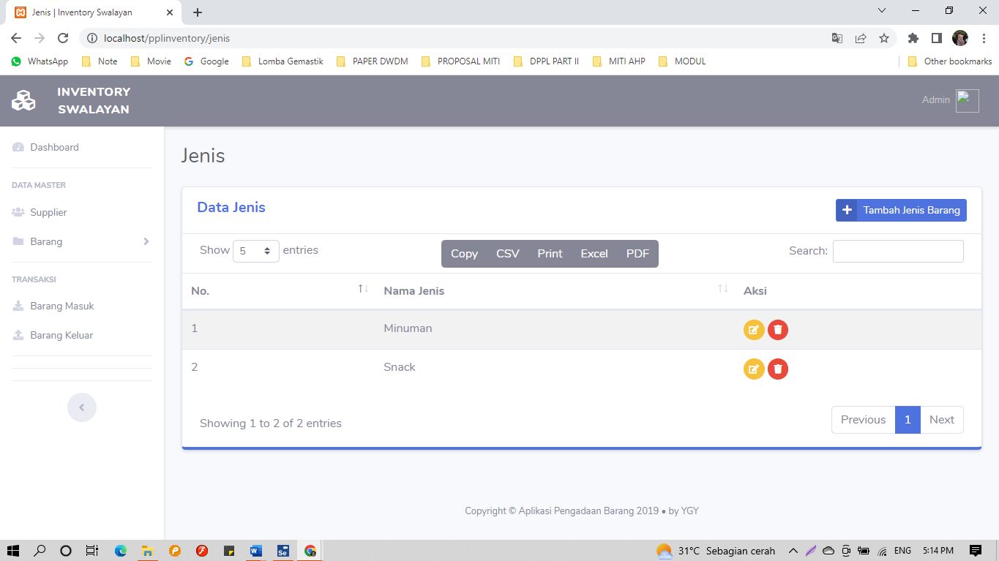 Jenis | Inventory Swalayan
localhost/pplinventory/jenis
WhatsApp Note Movie Google Lomba Gemastik PAPER DWDM PROPOSAL MITI DPPL PART II MITI AHP MODUL Other bookmarks
INVENTORY
SWALAYAN
Admin
Dashboard
DATA MASTER
Supplier
Barang
TRANSAKSI
Barang Masuk
Barang Keluar
Jenis
Data Jenis
Tambah Jenis Barang
Show 5 entries
Copy CSV Print Excel PDF
Search:
No. Nama Jenis Aksi
1 Minuman
2 Snack
Showing 1 to 2 of 2 entries
Previous 1 Next
Copyright © Aplikasi Pengadaan Barang 2019 • by YGY
31°C Sebagian cerah ENG 5:14 PM